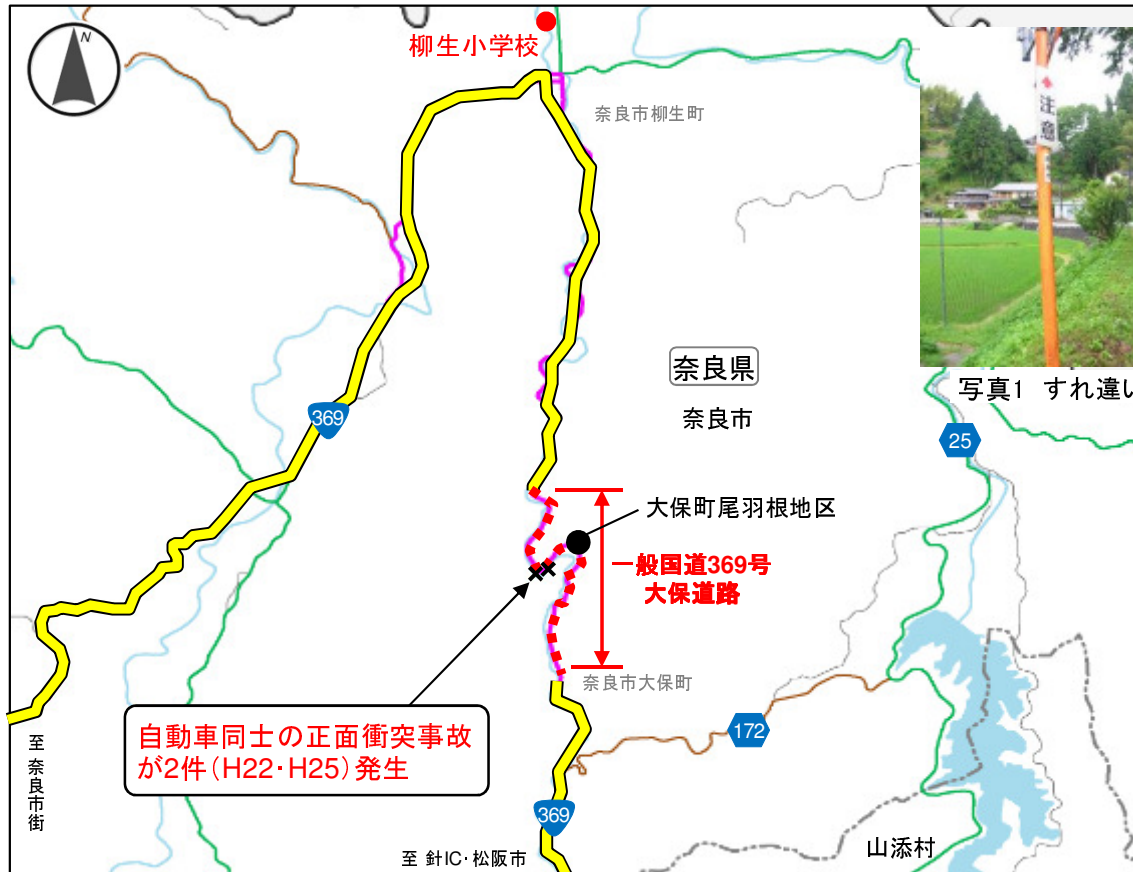 N
柳生小学校
奈良市柳生町
注意
写真1 すれ違い
奈良県
奈良市
25
369
大保町尾羽根地区
一般国道369号
大保道路
奈良市大保町
自動車同士の正面衝突事故
が2件(H22・H25)発生
172
至 奈良市街
369
至 針IC・松阪市
山添村